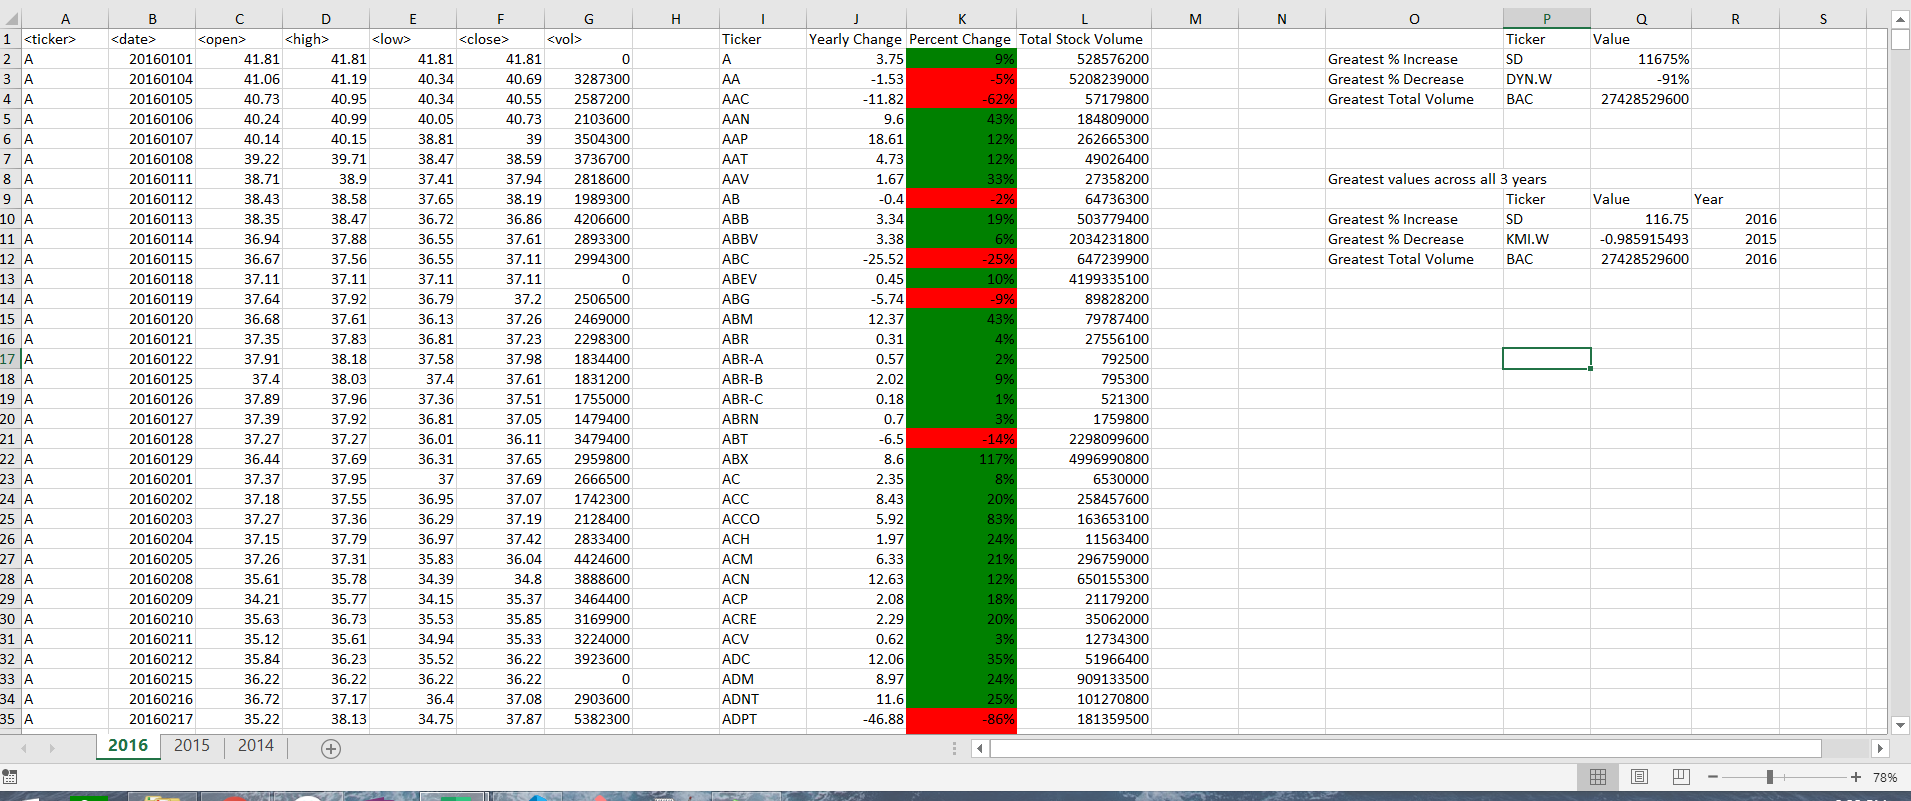 A B C D E F G H I J K L M N O P Q R S
1 <ticker> <date> <open> <high> <low> <close> <vol> Ticker Yearly Change Percent Change Total Stock Volume Ticker Value
2 A 20160101 41.81 41.81 41.81 41.81 0 A 3.75 9% 528576200 Greatest % Increase SD 11675%
3 A 20160104 41.06 41.19 40.34 40.69 3287300 AA -1.53 -5% 5208239000 Greatest % Decrease DYN.W -91%
4 A 20160105 40.73 40.95 40.34 40.55 2587200 AAC -11.82 -62% 57179800 Greatest Total Volume BAC 27428529600
5 A 20160106 40.24 40.99 40.05 40.73 2103600 AAN 9.6 43% 184809000
6 A 20160107 40.14 40.15 38.81 39 3504300 AAP 18.61 12% 262665300
7 A 20160108 39.22 39.71 38.47 38.59 3736700 AAT 4.73 12% 49026400
8 A 20160111 38.71 38.9 37.41 37.94 2818600 AAV 1.67 33% 27358200 Greatest values across all 3 years
9 A 20160112 38.43 38.58 37.65 38.19 1989300 AB -0.4 -2% 64736300 Ticker Value Year
10 A 20160113 38.35 38.47 36.72 36.86 4206600 ABB 3.34 19% 503779400 Greatest % Increase SD 116.75 2016
11 A 20160114 36.94 37.88 36.55 37.61 2893300 ABBV 3.38 6% 2034231800 Greatest % Decrease KMI.W -0.985915493 2015
12 A 20160115 36.67 37.56 36.55 37.11 2994300 ABC -25.52 -25% 647239900 Greatest Total Volume BAC 27428529600 2016
13 A 20160118 37.11 37.11 37.11 37.11 0 ABEV 0.45 10% 4199335100
14 A 20160119 37.64 37.92 36.79 37.2 2506500 ABG -5.74 -9% 89828200
15 A 20160120 36.68 37.61 36.13 37.26 2469000 ABM 12.37 43% 79787400
16 A 20160121 37.35 37.83 36.81 37.23 2298300 ABR 0.31 4% 27556100
17 A 20160122 37.91 38.18 37.58 37.98 1834400 ABR-A 0.57 2% 792500
18 A 20160125 37.4 38.03 37.4 37.61 1831200 ABR-B 2.02 9% 795300
19 A 20160126 37.89 37.96 37.36 37.51 1755000 ABR-C 0.18 1% 521300
20 A 20160127 37.39 37.92 36.81 37.05 1479400 ABRN 0.7 3% 1759800
21 A 20160128 37.27 37.27 36.01 36.11 3479400 ABT -6.5 -14% 2298099600
22 A 20160129 36.44 37.69 36.31 37.65 2959800 ABX 8.6 117% 4996990800
23 A 20160201 37.37 37.95 37 37.69 2666500 AC 2.35 8% 6530000
24 A 20160202 37.18 37.55 36.95 37.07 1742300 ACC 8.43 20% 258457600
25 A 20160203 37.27 37.36 36.29 37.19 2128400 ACCO 5.92 83% 163653100
26 A 20160204 37.15 37.79 36.97 37.42 2833400 ACH 1.97 24% 11563400
27 A 20160205 37.26 37.31 35.83 36.04 4424600 ACM 6.33 21% 296759000
28 A 20160208 35.61 35.78 34.39 34.8 3888600 ACN 12.63 12% 650155300
29 A 20160209 34.21 35.77 34.15 35.37 3464400 ACP 2.08 18% 21179200
30 A 20160210 35.63 36.73 35.53 35.85 3169900 ACRE 2.29 20% 35062000
31 A 20160211 35.12 35.61 34.94 35.33 3224000 ACV 0.62 3% 12734300
32 A 20160212 35.84 36.23 35.52 36.22 3923600 ADC 12.06 35% 51966400
33 A 20160215 36.22 36.22 36.22 36.22 0 ADM 8.97 24% 909133500
34 A 20160216 36.72 37.17 36.4 37.08 2903600 ADNT 11.6 25% 101270800
35 A 20160217 35.22 38.13 34.75 37.87 5382300 ADPT -46.88 -86% 181359500
2016 2015 2014
78%